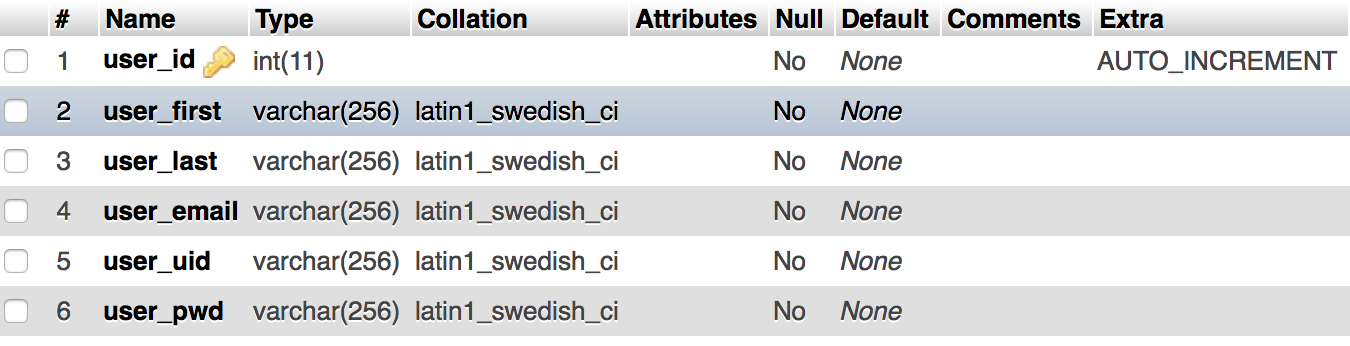 # Name Type Collation Attributes Null Default Comments Extra
1 user_id int(11) No None AUTO_INCREMENT
2 user_first varchar(256) latin1_swedish_ci No None
3 user_last varchar(256) latin1_swedish_ci No None
4 user_email varchar(256) latin1_swedish_ci No None
5 user_uid varchar(256) latin1_swedish_ci No None
6 user_pwd varchar(256) latin1_swedish_ci No None